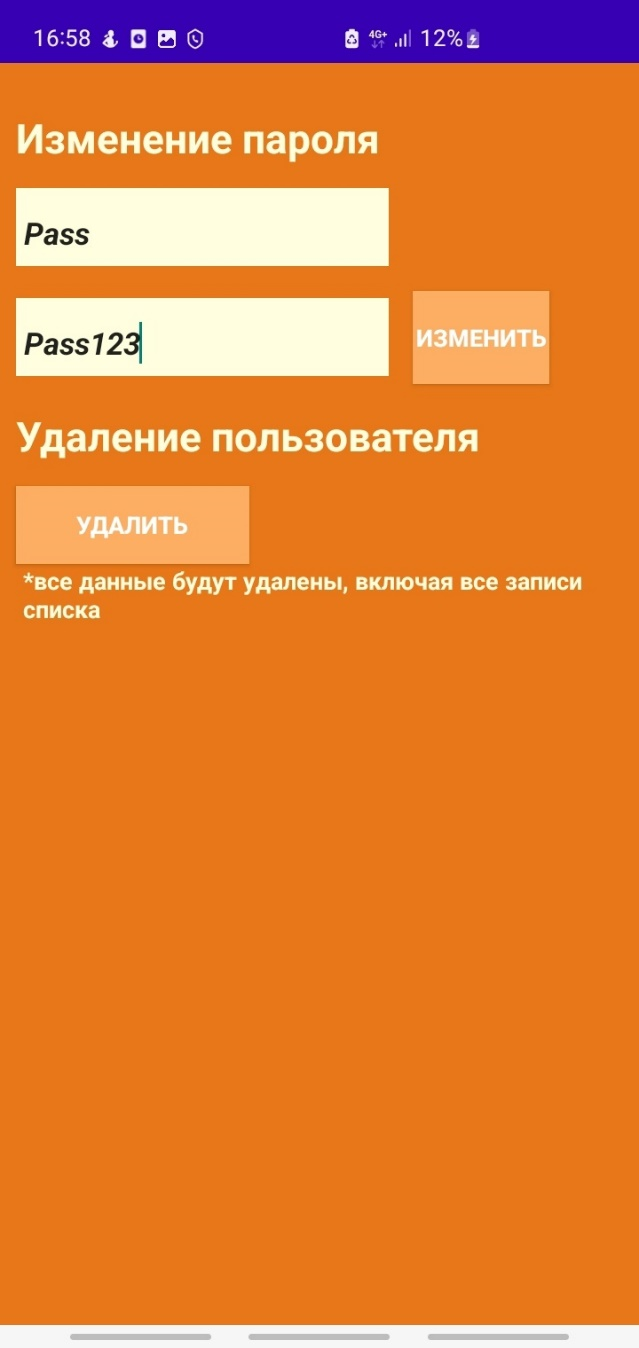 16:58 4G+ 12%
Изменение пароля
Pass
Pass123
ИЗМЕНИТЬ
Удаление пользователя
УДАЛИТЬ
*все данные будут удалены, включая все записи
списка